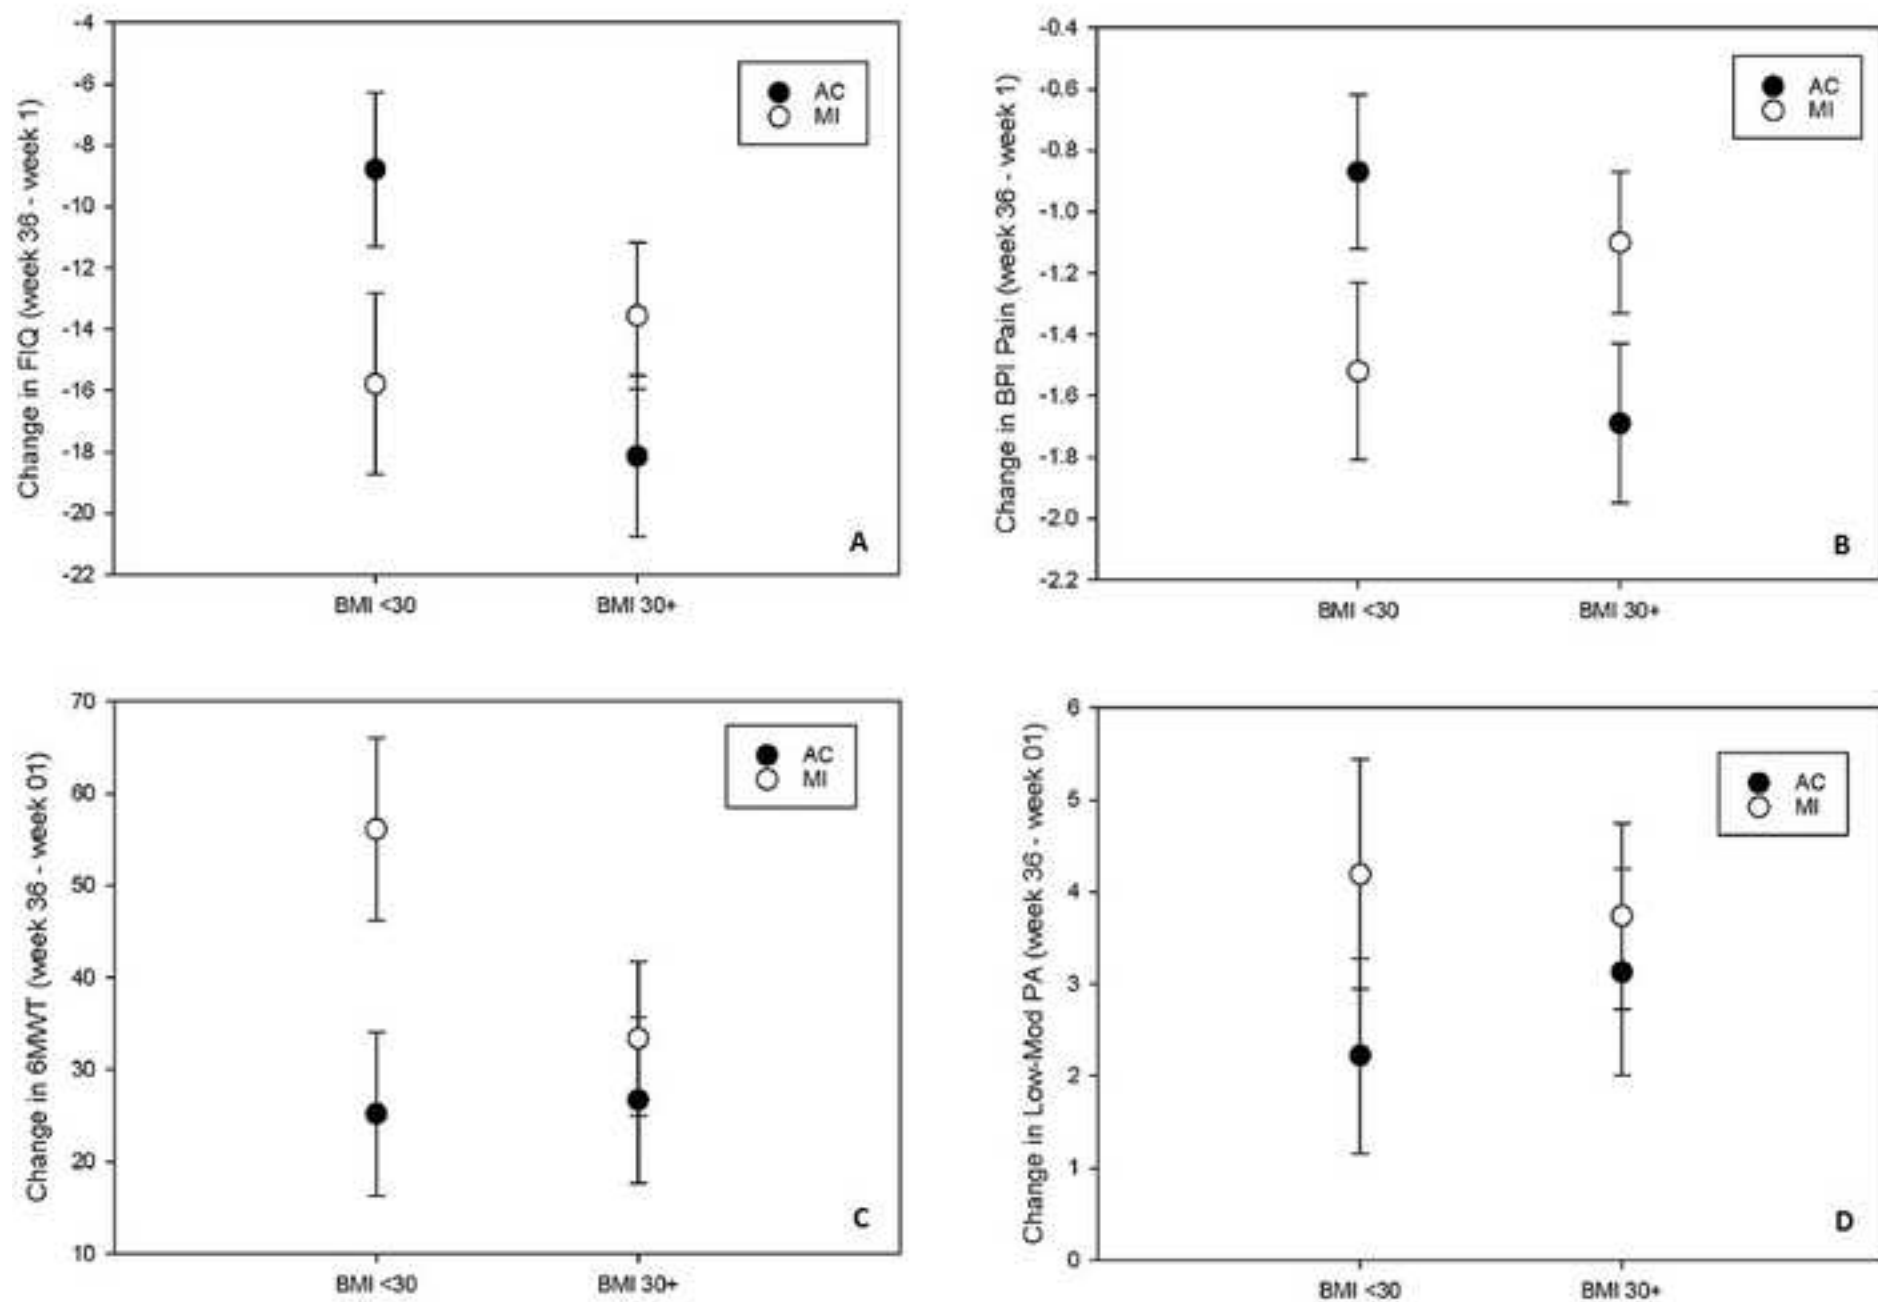 Change in FIQ (week 36 - week 1)
-4
-6
-8
-10
-12
-14
-16
-18
-20
-22
AC
MI
A
BMI <30
BMI 30+
Change in BPI Pain (week 36 - week 1)
-0.4
-0.6
-0.8
-1.0
-1.2
-1.4
-1.6
-1.8
-2.0
-2.2
AC
MI
B
BMI <30
BMI 30+
Change in 6MWT (week 36 - week 01)
70
60
50
40
30
20
10
AC
MI
C
BMI <30
BMI 30+
Change in Low-Mod PA (week 36 - week 01)
6
5
4
3
2
1
0
AC
MI
D
BMI <30
BMI 30+